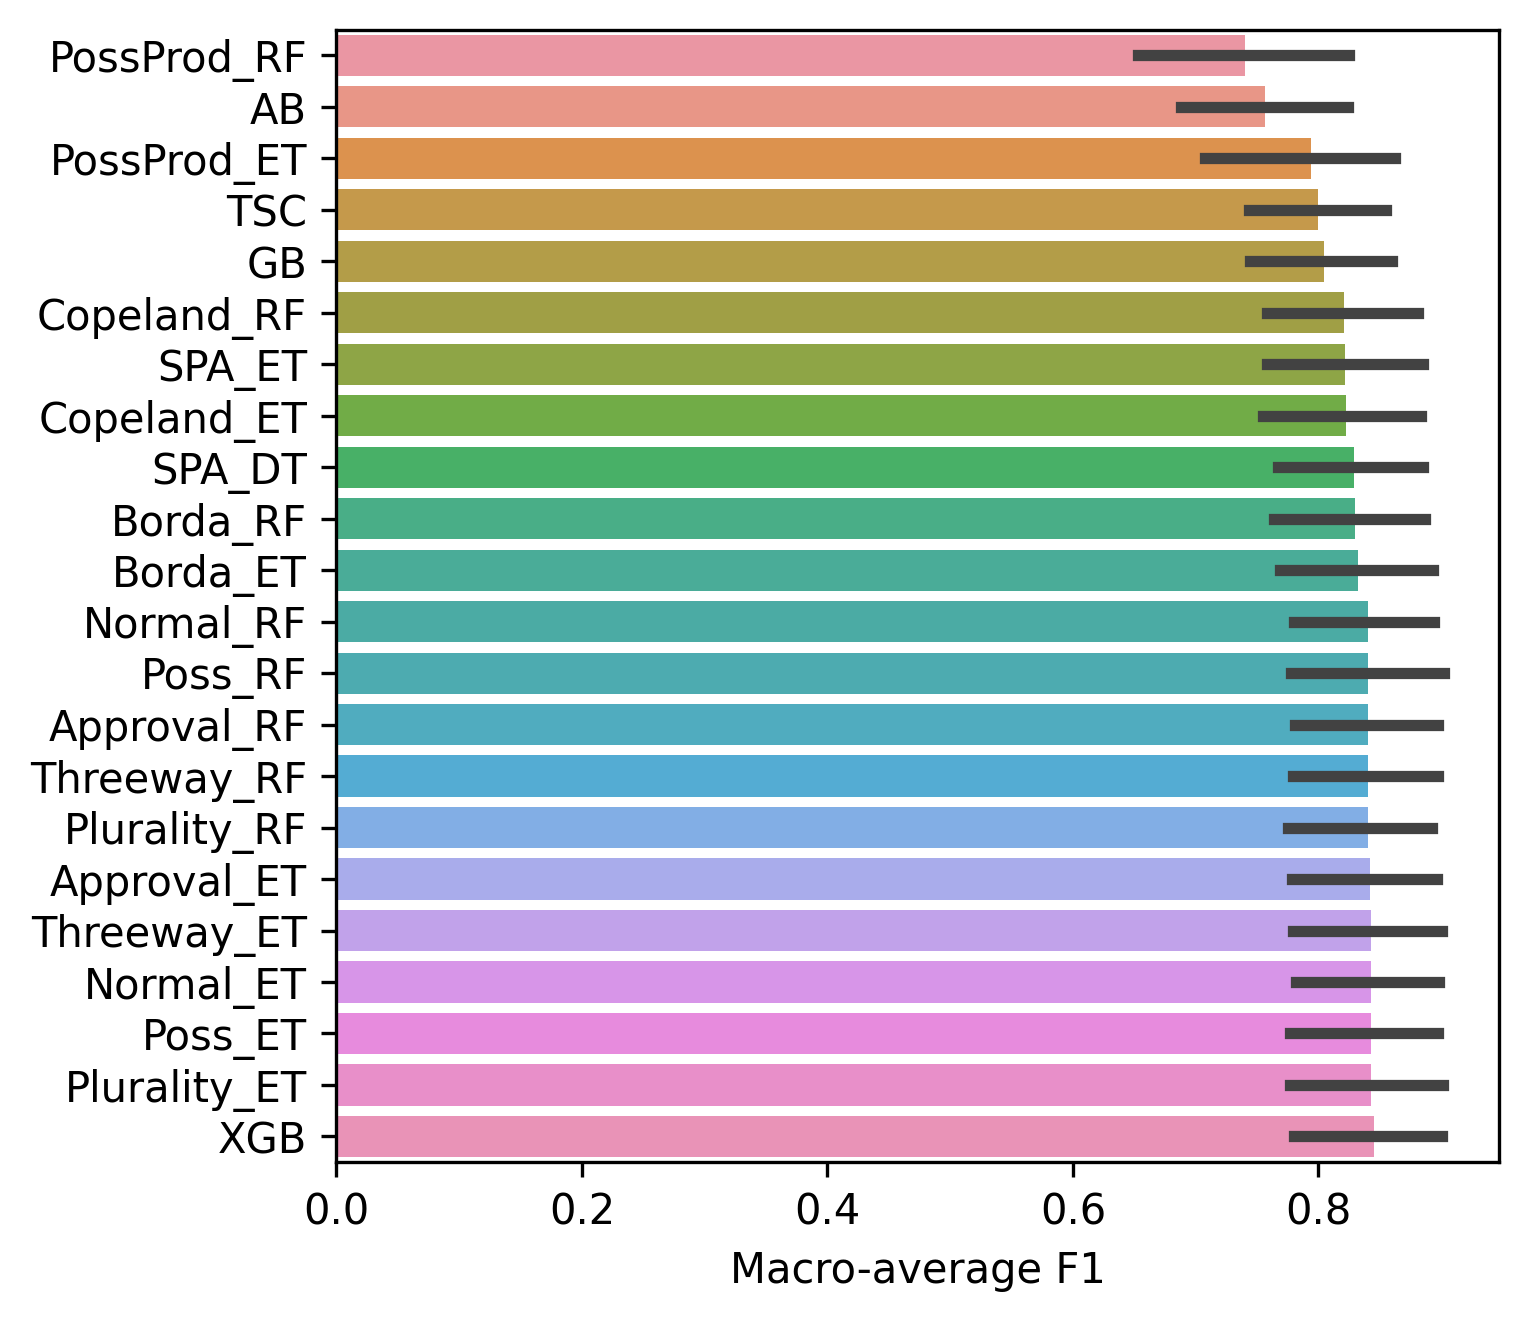 PossProd_RF
AB
PossProd_ET
TSC
GB
Copeland_RF
SPA_ET
Copeland_ET
SPA_DT
Borda_RF
Borda_ET
Normal_RF
Poss_RF
Approval_RF
Threeway_RF
Plurality_RF
Approval_ET
Threeway_ET
Normal_ET
Poss_ET
Plurality_ET
XGB
0.0 0.2 0.4 0.6 0.8
Macro-average F1